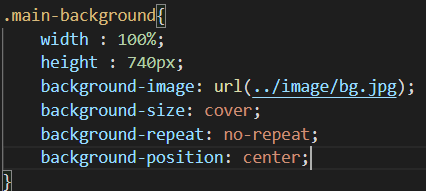 .main-background{
width : 100%;
height : 740px;
background-image: url(../image/bg.jpg);
background-size: cover;
background-repeat: no-repeat;
background-position: center;
}